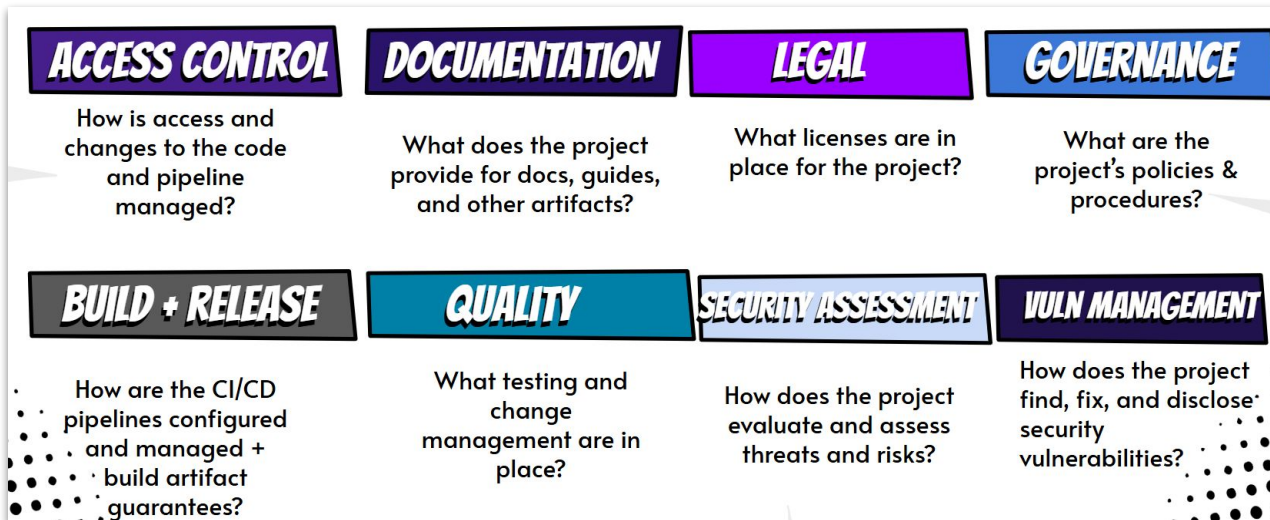 ACCESS CONTROL
How is access and
changes to the code
and pipeline
managed?
DOCUMENTATION
What does the project
provide for docs, guides,
and other artifacts?
LEGAL
What licenses are in
place for the project?
GOVERNANCE
What are the
project's policies &
procedures?
BUILD + RELEASE
How are the CI/CD
pipelines configured
and managed +
build artifact
guarantees?
QUALITY
What testing and
change
management are in
place?
SECURITY ASSESSMENT
How does the project
evaluate and assess
threats and risks?
VULN MANAGEMENT
How does the project
find, fix, and disclose
security
vulnerabilities?